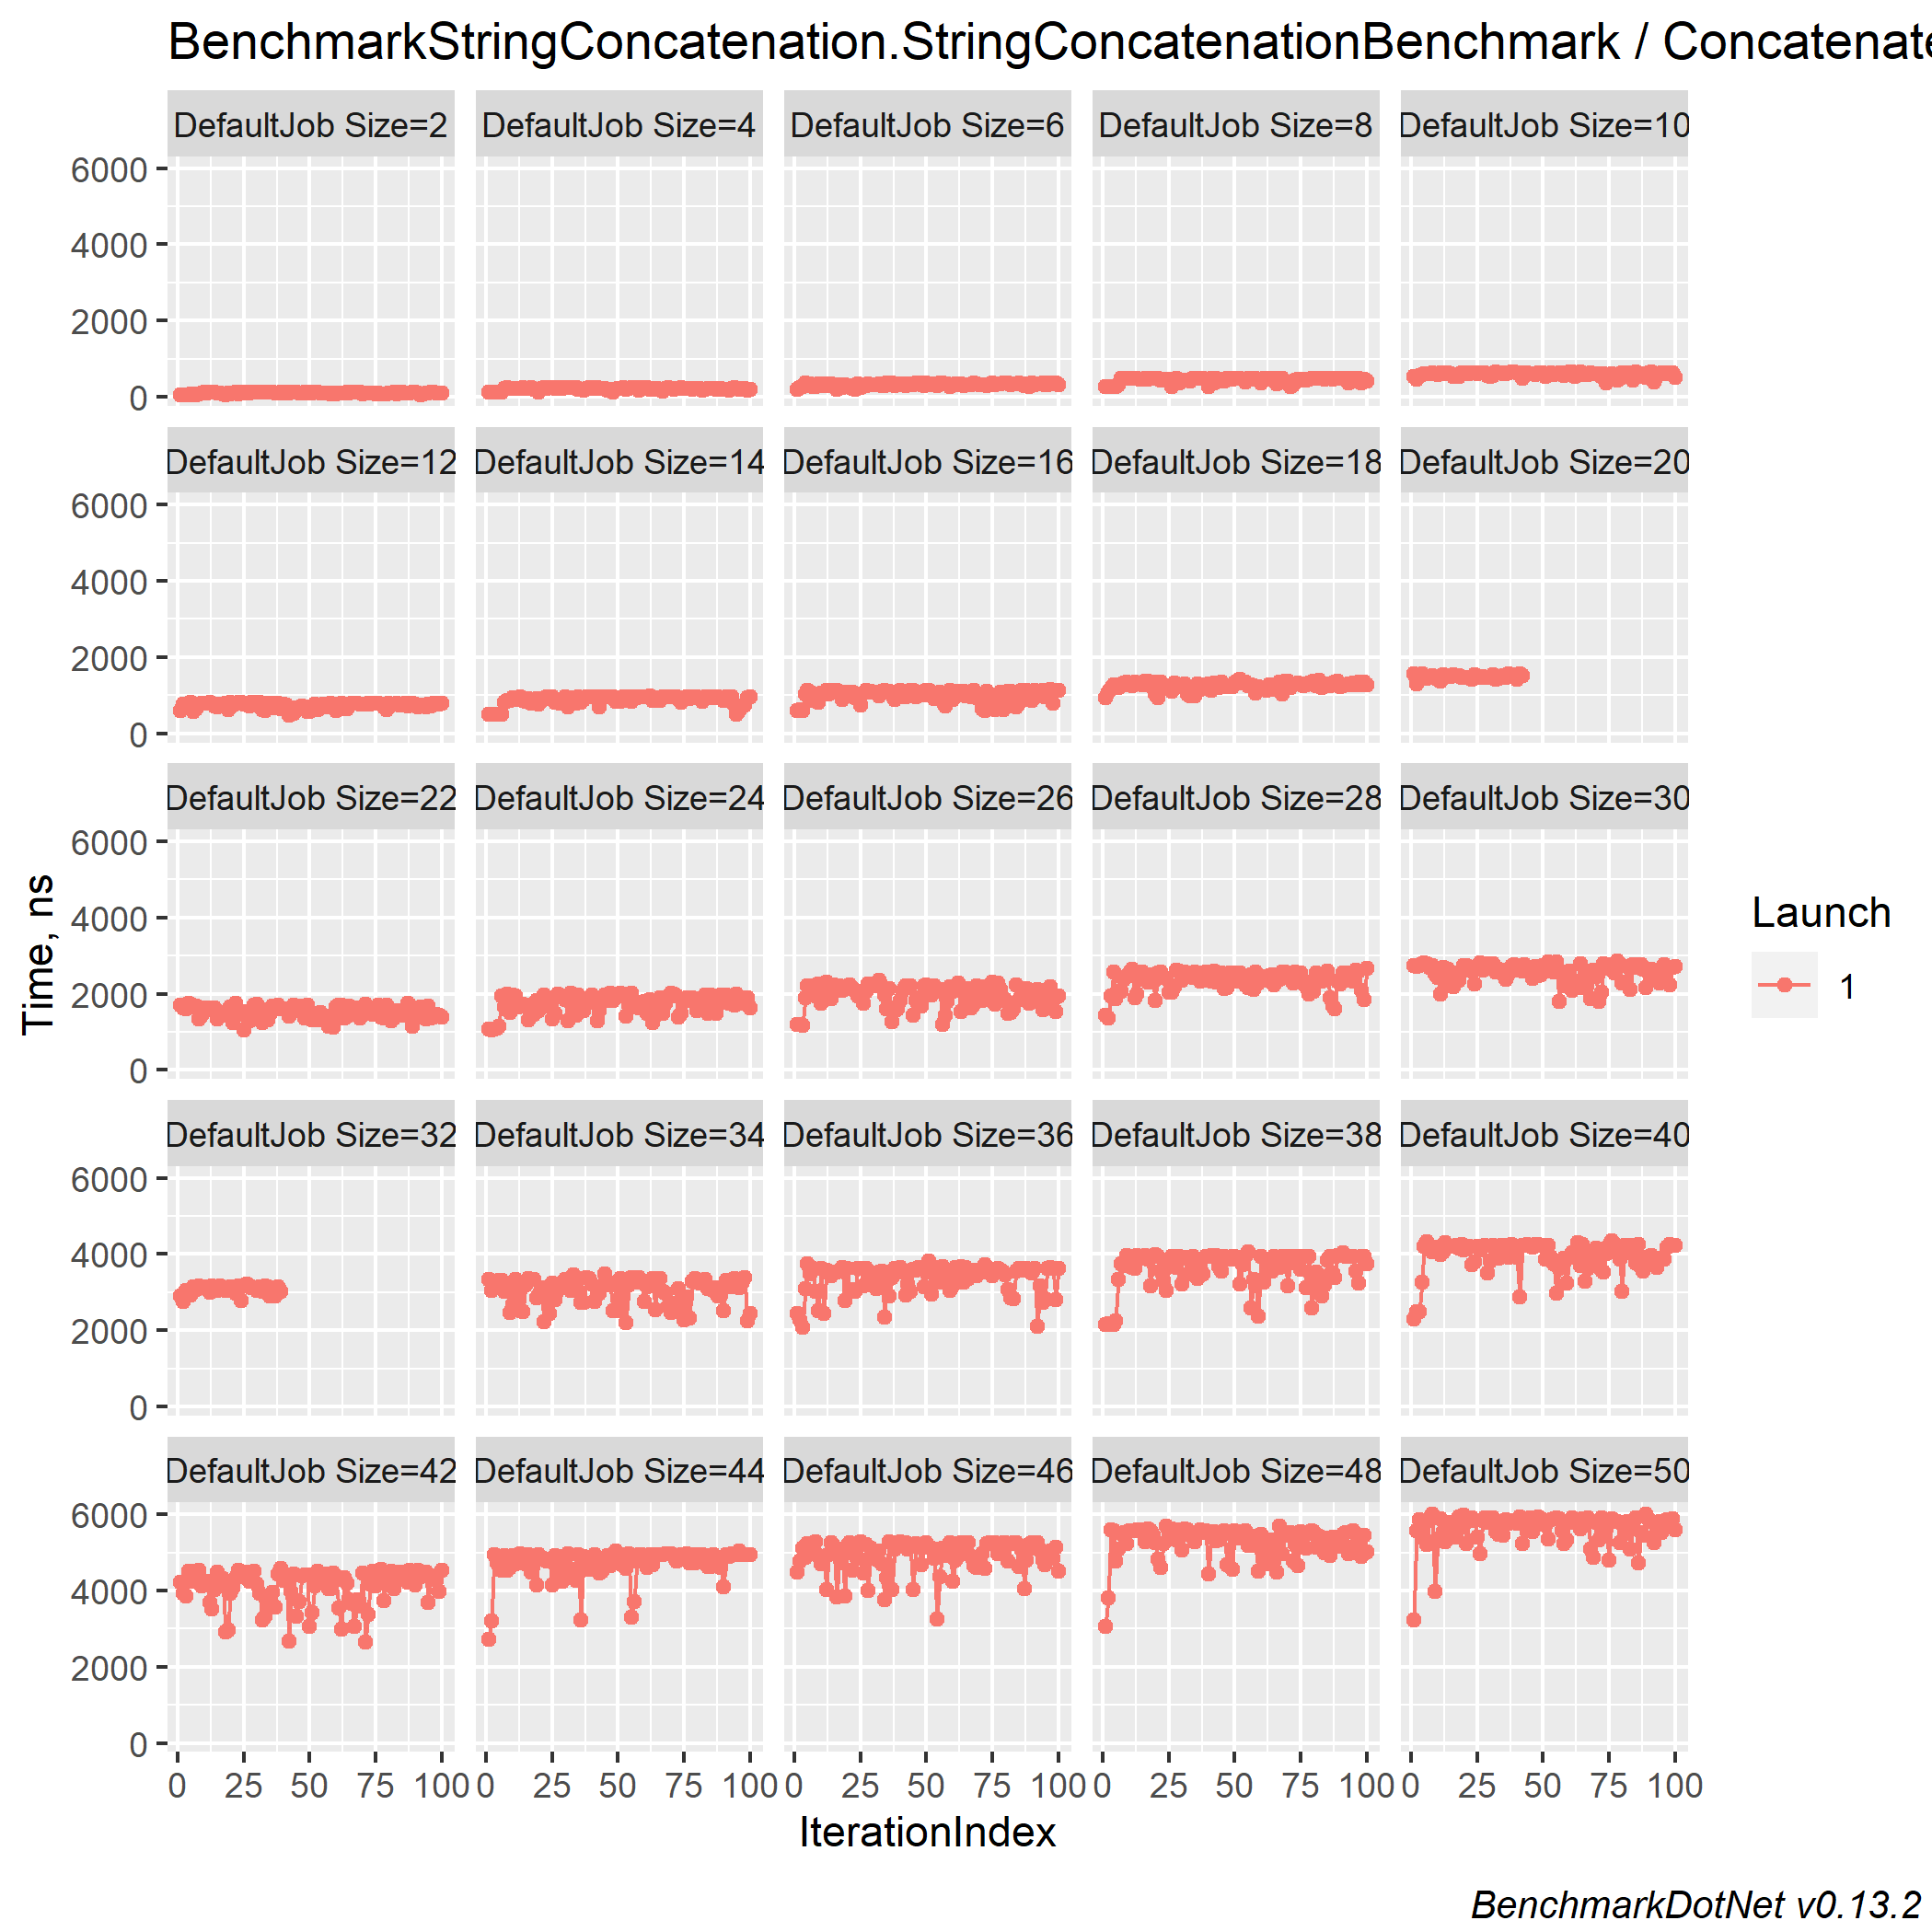 BenchmarkStringConcatenation.StringConcatenationBenchmark / Concatenate
DefaultJob Size=2 DefaultJob Size=4 DefaultJob Size=6 DefaultJob Size=8 DefaultJob Size=10
6000
4000
2000
0
DefaultJob Size=12 DefaultJob Size=14 DefaultJob Size=16 DefaultJob Size=18 DefaultJob Size=20
6000
4000
2000
0
DefaultJob Size=22 DefaultJob Size=24 DefaultJob Size=26 DefaultJob Size=28 DefaultJob Size=30
6000
4000
2000
0
DefaultJob Size=32 DefaultJob Size=34 DefaultJob Size=36 DefaultJob Size=38 DefaultJob Size=40
6000
4000
2000
0
DefaultJob Size=42 DefaultJob Size=44 DefaultJob Size=46 DefaultJob Size=48 DefaultJob Size=50
6000
4000
2000
0
0 25 50 75 100 0 25 50 75 100 0 25 50 75 100 0 25 50 75 100 0 25 50 75 100
IterationIndex
Time, ns
Launch
1
BenchmarkDotNet v0.13.2